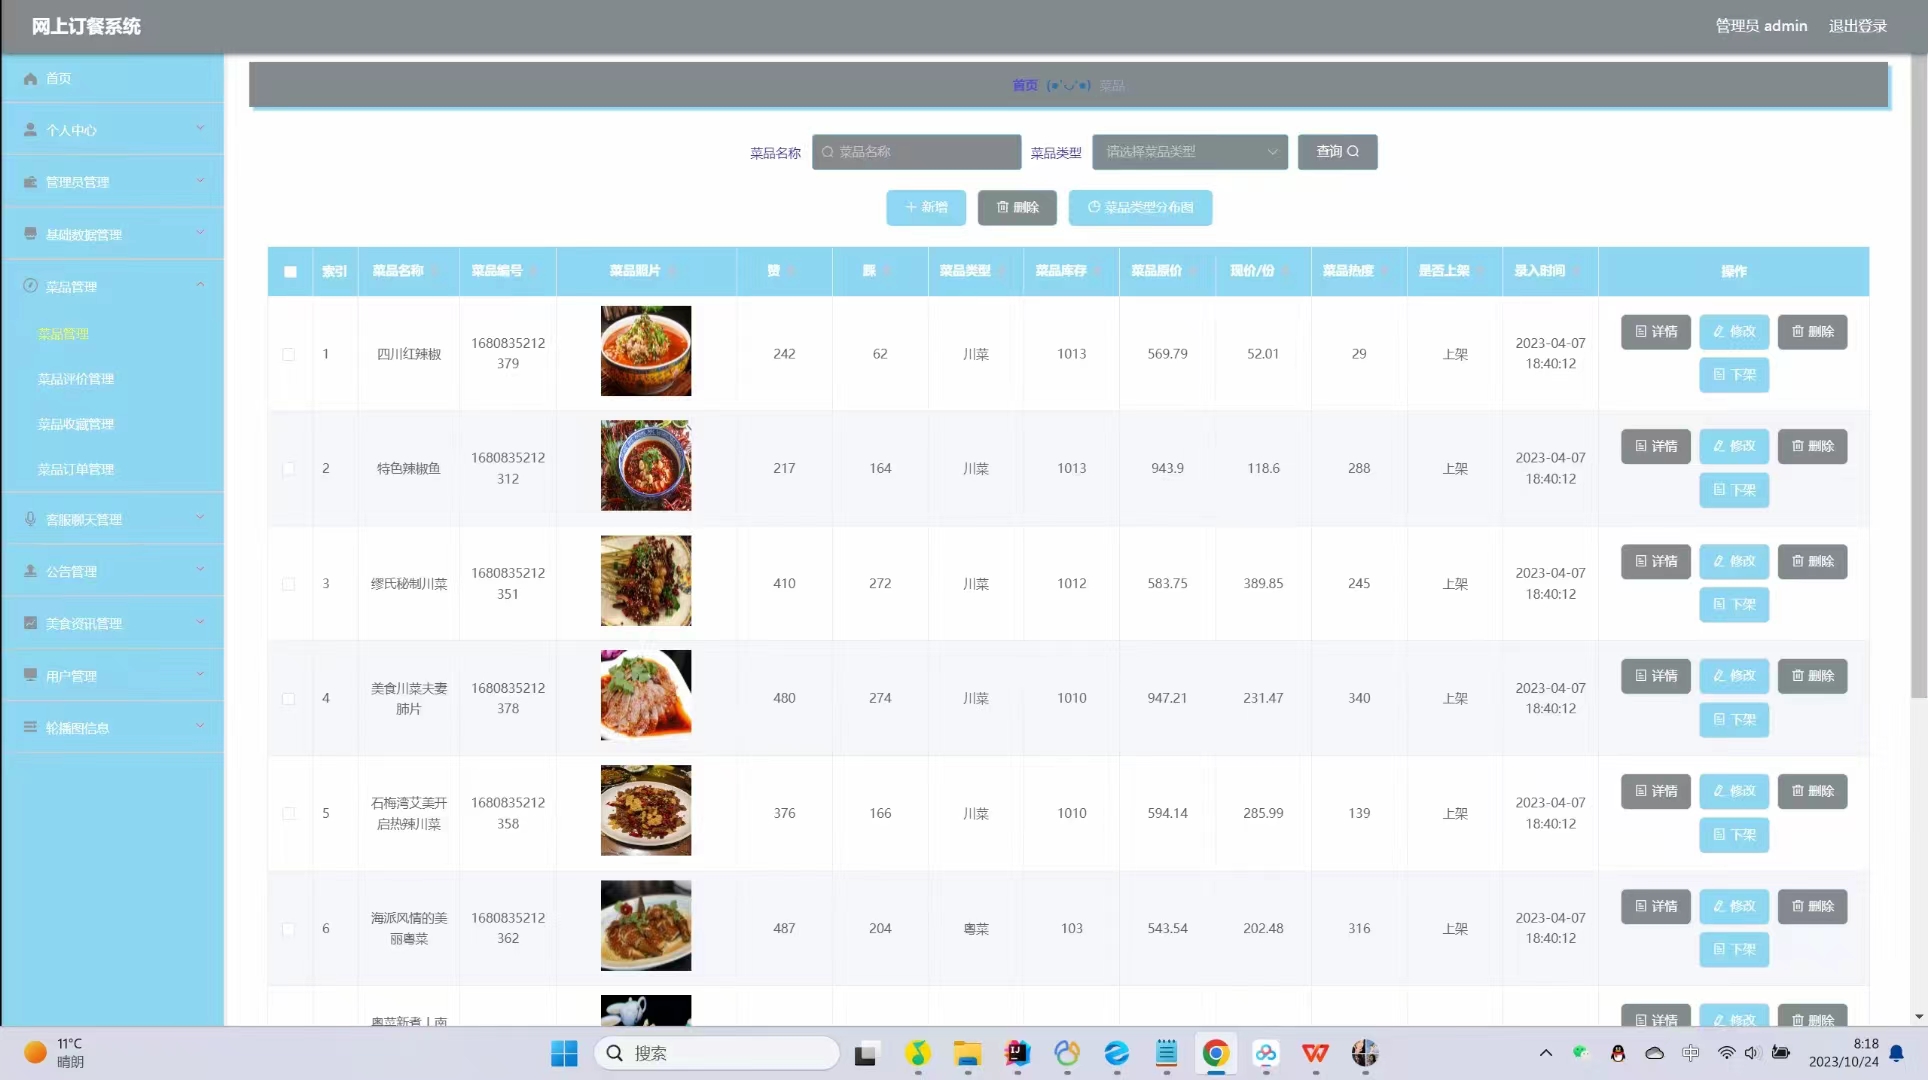 网上订餐系统
管理员 admin 退出登录
首页
个人中心
管理员管理
基础数据管理
菜品管理
菜品管理
菜品评价管理
菜品收藏管理
菜品订单管理
客服聊天管理
公告管理
美食资讯管理
用户管理
轮播图信息
首页 (●'◡'●) 菜品
菜品名称 菜品名称 菜品类型 请选择菜品类型 查询
新增 删除 菜品类型分布图
索引 菜品名称 菜品编号 菜品照片 赞 踩 菜品类型 菜品库存 菜品原价 现价/份 菜品热度 是否上架 录入时间 操作
1 四川红辣椒 1680835212379 242 62 川菜 1013 569.79 52.01 29 上架 2023-04-07 18:40:12 详情 修改 删除
下架
2 特色辣椒鱼 1680835212312 217 164 川菜 1013 943.9 118.6 288 上架 2023-04-07 18:40:12 详情 修改 删除
下架
3 缪氏秘制川菜 1680835212351 410 272 川菜 1012 583.75 389.85 245 上架 2023-04-07 18:40:12 详情 修改 删除
下架
4 美食川菜夫妻肺片 1680835212378 480 274 川菜 1010 947.21 231.47 340 上架 2023-04-07 18:40:12 详情 修改 删除
下架
5 石梅湾艾美开启热辣川菜 1680835212358 376 166 川菜 1010 594.14 285.99 139 上架 2023-04-07 18:40:12 详情 修改 删除
下架
6 海派风情的美丽粤菜 1680835212362 487 204 粤菜 103 543.54 202.48 316 上架 2023-04-07 18:40:12 详情 修改 删除
下架
粤菜新煮 详情 修改 删除
11°C
晴朗
搜索
中
8:18
2023/10/24